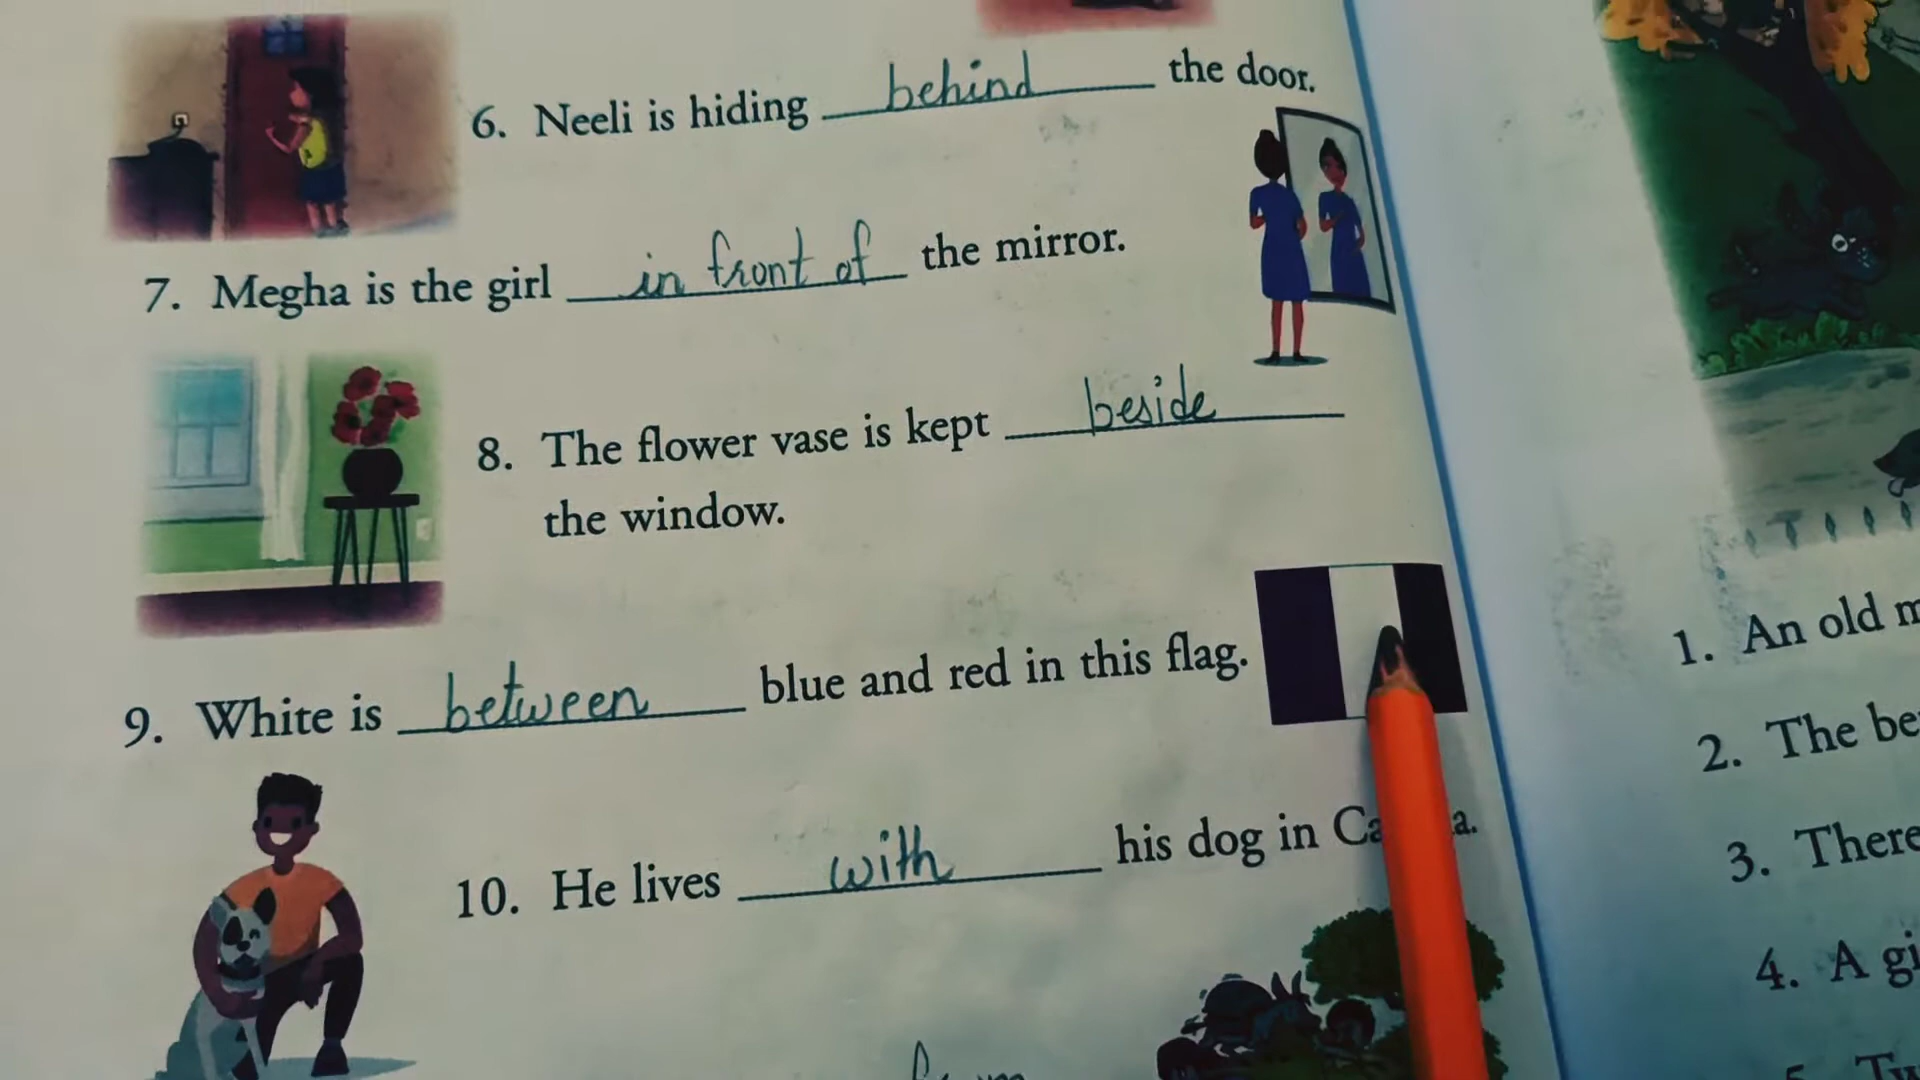 6. Neeli is hiding behind the door.
7. Megha is the girl in front of the mirror.
8. The flower vase is kept beside
the window.
9. White is between blue and red in this flag.
10. He lives with his dog in
1. An old
2. The
3. There
4. A